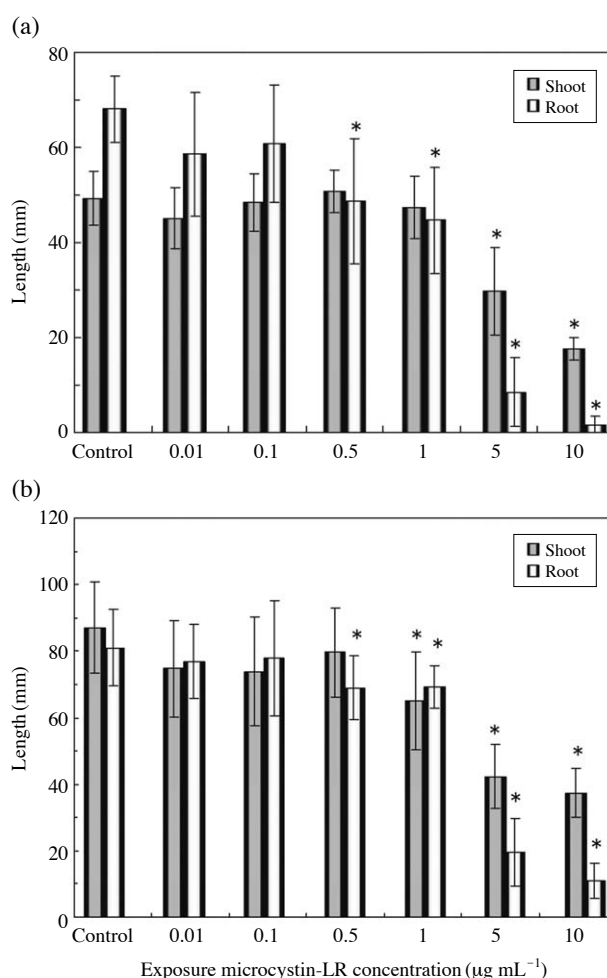 (a)
80
60
40
20
0
Length (mm)
Shoot
Root
*
*
*
*
*
*
Control 0.01 0.1 0.5 1 5 10
(b)
120
100
80
60
40
20
0
Length (mm)
Shoot
Root
*
*
*
*
*
*
*
Control 0.01 0.1 0.5 1 5 10
Exposure microcystin-LR concentration (µg mL⁻¹)